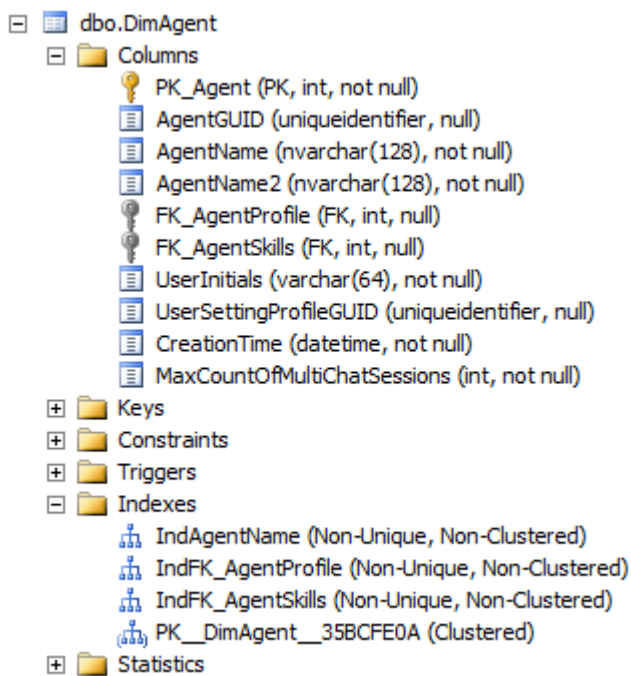 dbo.DimAgent
Columns
PK_Agent (PK, int, not null)
AgentGUID (uniqueidentifier, null)
AgentName (nvarchar(128), not null)
AgentName2 (nvarchar(128), not null)
FK_AgentProfile (FK, int, null)
FK_AgentSkills (FK, int, null)
UserInitials (varchar(64), not null)
UserSettingProfileGUID (uniqueidentifier, null)
CreationTime (datetime, not null)
MaxCountOfMultiChatSessions (int, not null)
Keys
Constraints
Triggers
Indexes
IndAgentName (Non-Unique, Non-Clustered)
IndFK_AgentProfile (Non-Unique, Non-Clustered)
IndFK_AgentSkills (Non-Unique, Non-Clustered)
PK__DimAgent__35BCFE0A (Clustered)
Statistics